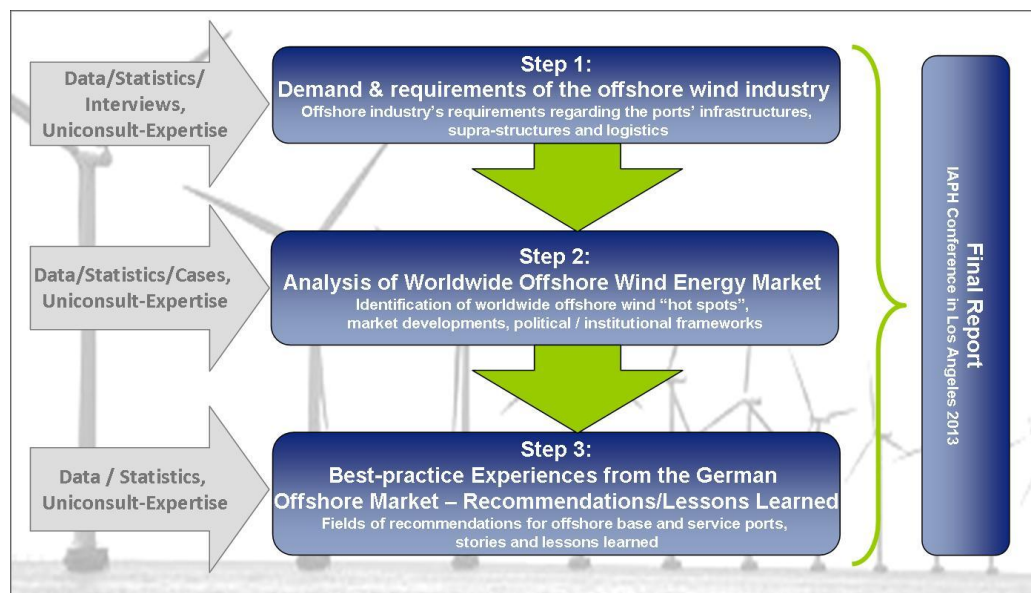 Data/Statistics/
Interviews,
Uniconsult-Expertise
Step 1:
Demand & requirements of the offshore wind industry
Offshore industry's requirements regarding the ports' infrastructures,
supra-structures and logistics
Data/Statistics/Cases,
Uniconsult-Expertise
Step 2:
Analysis of Worldwide Offshore Wind Energy Market
Identification of worldwide offshore wind “hot spots”,
market developments, political / institutional frameworks
Data / Statistics,
Uniconsult-Expertise
Step 3:
Best-practice Experiences from the German
Offshore Market – Recommendations/Lessons Learned
Fields of recommendations for offshore base and service ports,
stories and lessons learned
Final Report
IAPH Conference in Los Angeles 2013